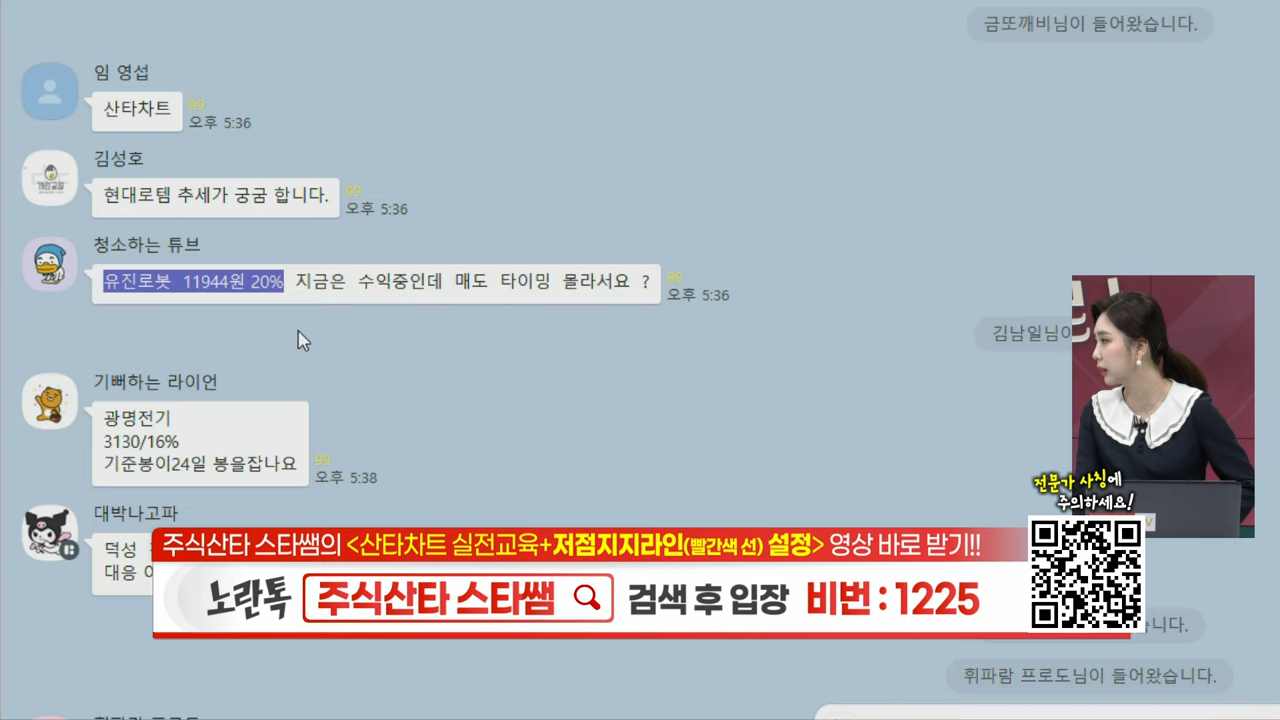 금또깨비님이 들어왔습니다.
임 영섭
산타차트
99
오후 5:36
김성호
현대로템 추세가 궁굼 합니다.
99
오후 5:36
청소하는 튜브
유진로봇 11944원 20% 지금은 수익중인데 매도 타이밍 몰라서요 ?
99
오후 5:36
김남일님이
기뻐하는 라이언
광명전기
3130/16%
기준봉이24일 봉을잡나요
99
오후 5:38
전문가 사칭에
주의하세요!
대박나고파
덕성
대응
주식산타 스타쌤의 <산타차트 실전교육+저점지지라인(빨간색 선) 설정> 영상 바로 받기!!
노란톡 주식산타 스타쌤 검색 후 입장 비번 : 1225
니다.
휘파람 프로도님이 들어왔습니다.